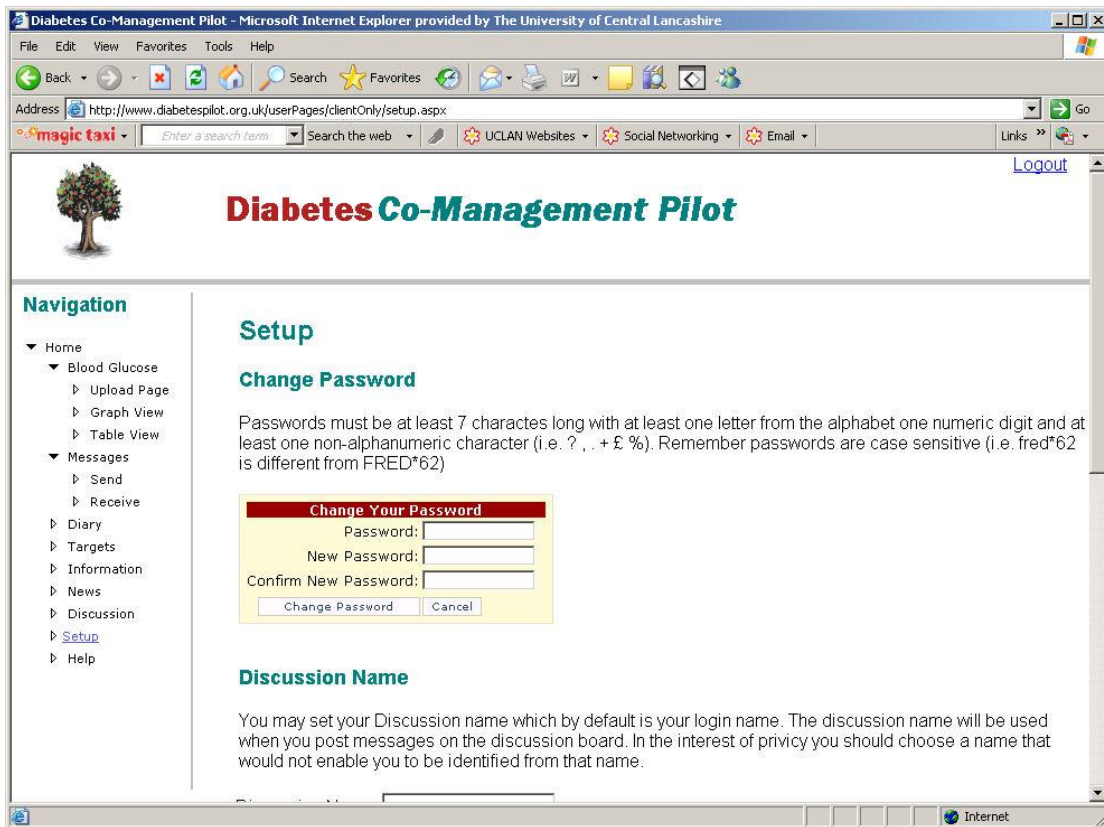 Diabetes Co-Management Pilot - Microsoft Internet Explorer provided by The University of Central Lancashire
File Edit View Favorites Tools Help
Back Search Favorites
Address http://www.diabetespilot.org.uk/userPages/clientOnly/setup.aspx Go
magic taxi Enter a search term Search the web UCLAN Websites Social Networking Email Links »
Logout
Diabetes Co-Management Pilot
Navigation
Home
Blood Glucose
Upload Page
Graph View
Table View
Messages
Send
Receive
Diary
Targets
Information
News
Discussion
Setup
Help
Setup
Change Password
Passwords must be at least 7 charactes long with at least one letter from the alphabet one numeric digit and at
least one non-alphanumeric character (i.e. ? , . + £ %). Remember passwords are case sensitive (i.e. fred*62
is different from FRED*62)
Change Your Password
Password:
New Password:
Confirm New Password:
Change Password Cancel
Discussion Name
You may set your Discussion name which by default is your login name. The discussion name will be used
when you post messages on the discussion board. In the interest of privicy you should choose a name that
would not enable you to be identified from that name.
Internet